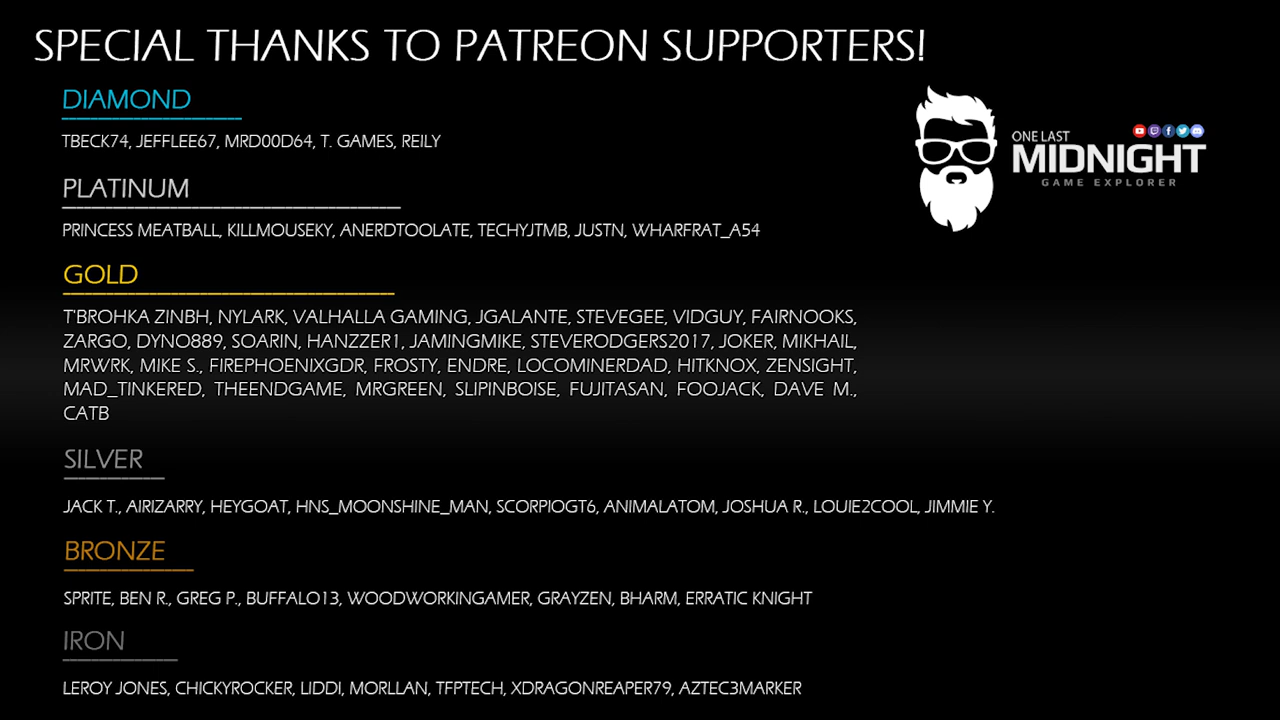 SPECIAL THANKS TO PATREON SUPPORTERS!
DIAMOND
TBECK74, JEFFLEE67, MRD00D64, T. GAMES, REILY
ONE LAST
MIDNIGHT
GAME EXPLORER
PLATINUM
PRINCESS MEATBALL, KILLMOUSEKY, ANERDTOOLATE, TECHYJTMB, JUSTN, WHARFRAT_A54
GOLD
T'BROHKA ZINBH, NYLARK, VALHALLA GAMING, JGALANTE, STEVEGEE, VIDGUY, FAIRNOOKS,
ZARGO, DYNO889, SOARIN, HANZZER1, JAMINGMIKE, STEVERODGERS2017, JOKER, MIKHAIL,
MRWRK, MIKE S., FIREPHOENIXGDR, FROSTY, ENDRE, LOCOMINERDAD, HITKNOX, ZENSIGHT,
MAD_TINKERED, THEENDGAME, MRGREEN, SLIPINBOISE, FUJITASAN, FOOJACK, DAVE M.,
CATB
SILVER
JACK T., AIRIZARRY, HEYGOAT, HNS_MOONSHINE_MAN, SCORPIOGT6, ANIMALATOM, JOSHUA R., LOUIE2COOL, JIMMIE Y.
BRONZE
SPRITE, BEN R., GREG P., BUFFALO13, WOODWORKINGAMER, GRAYZEN, BHARM, ERRATIC KNIGHT
IRON
LEROY JONES, CHICKYROCKER, LIDDI, MORLLAN, TFPTECH, XDRAGONREAPER79, AZTEC3MARKER